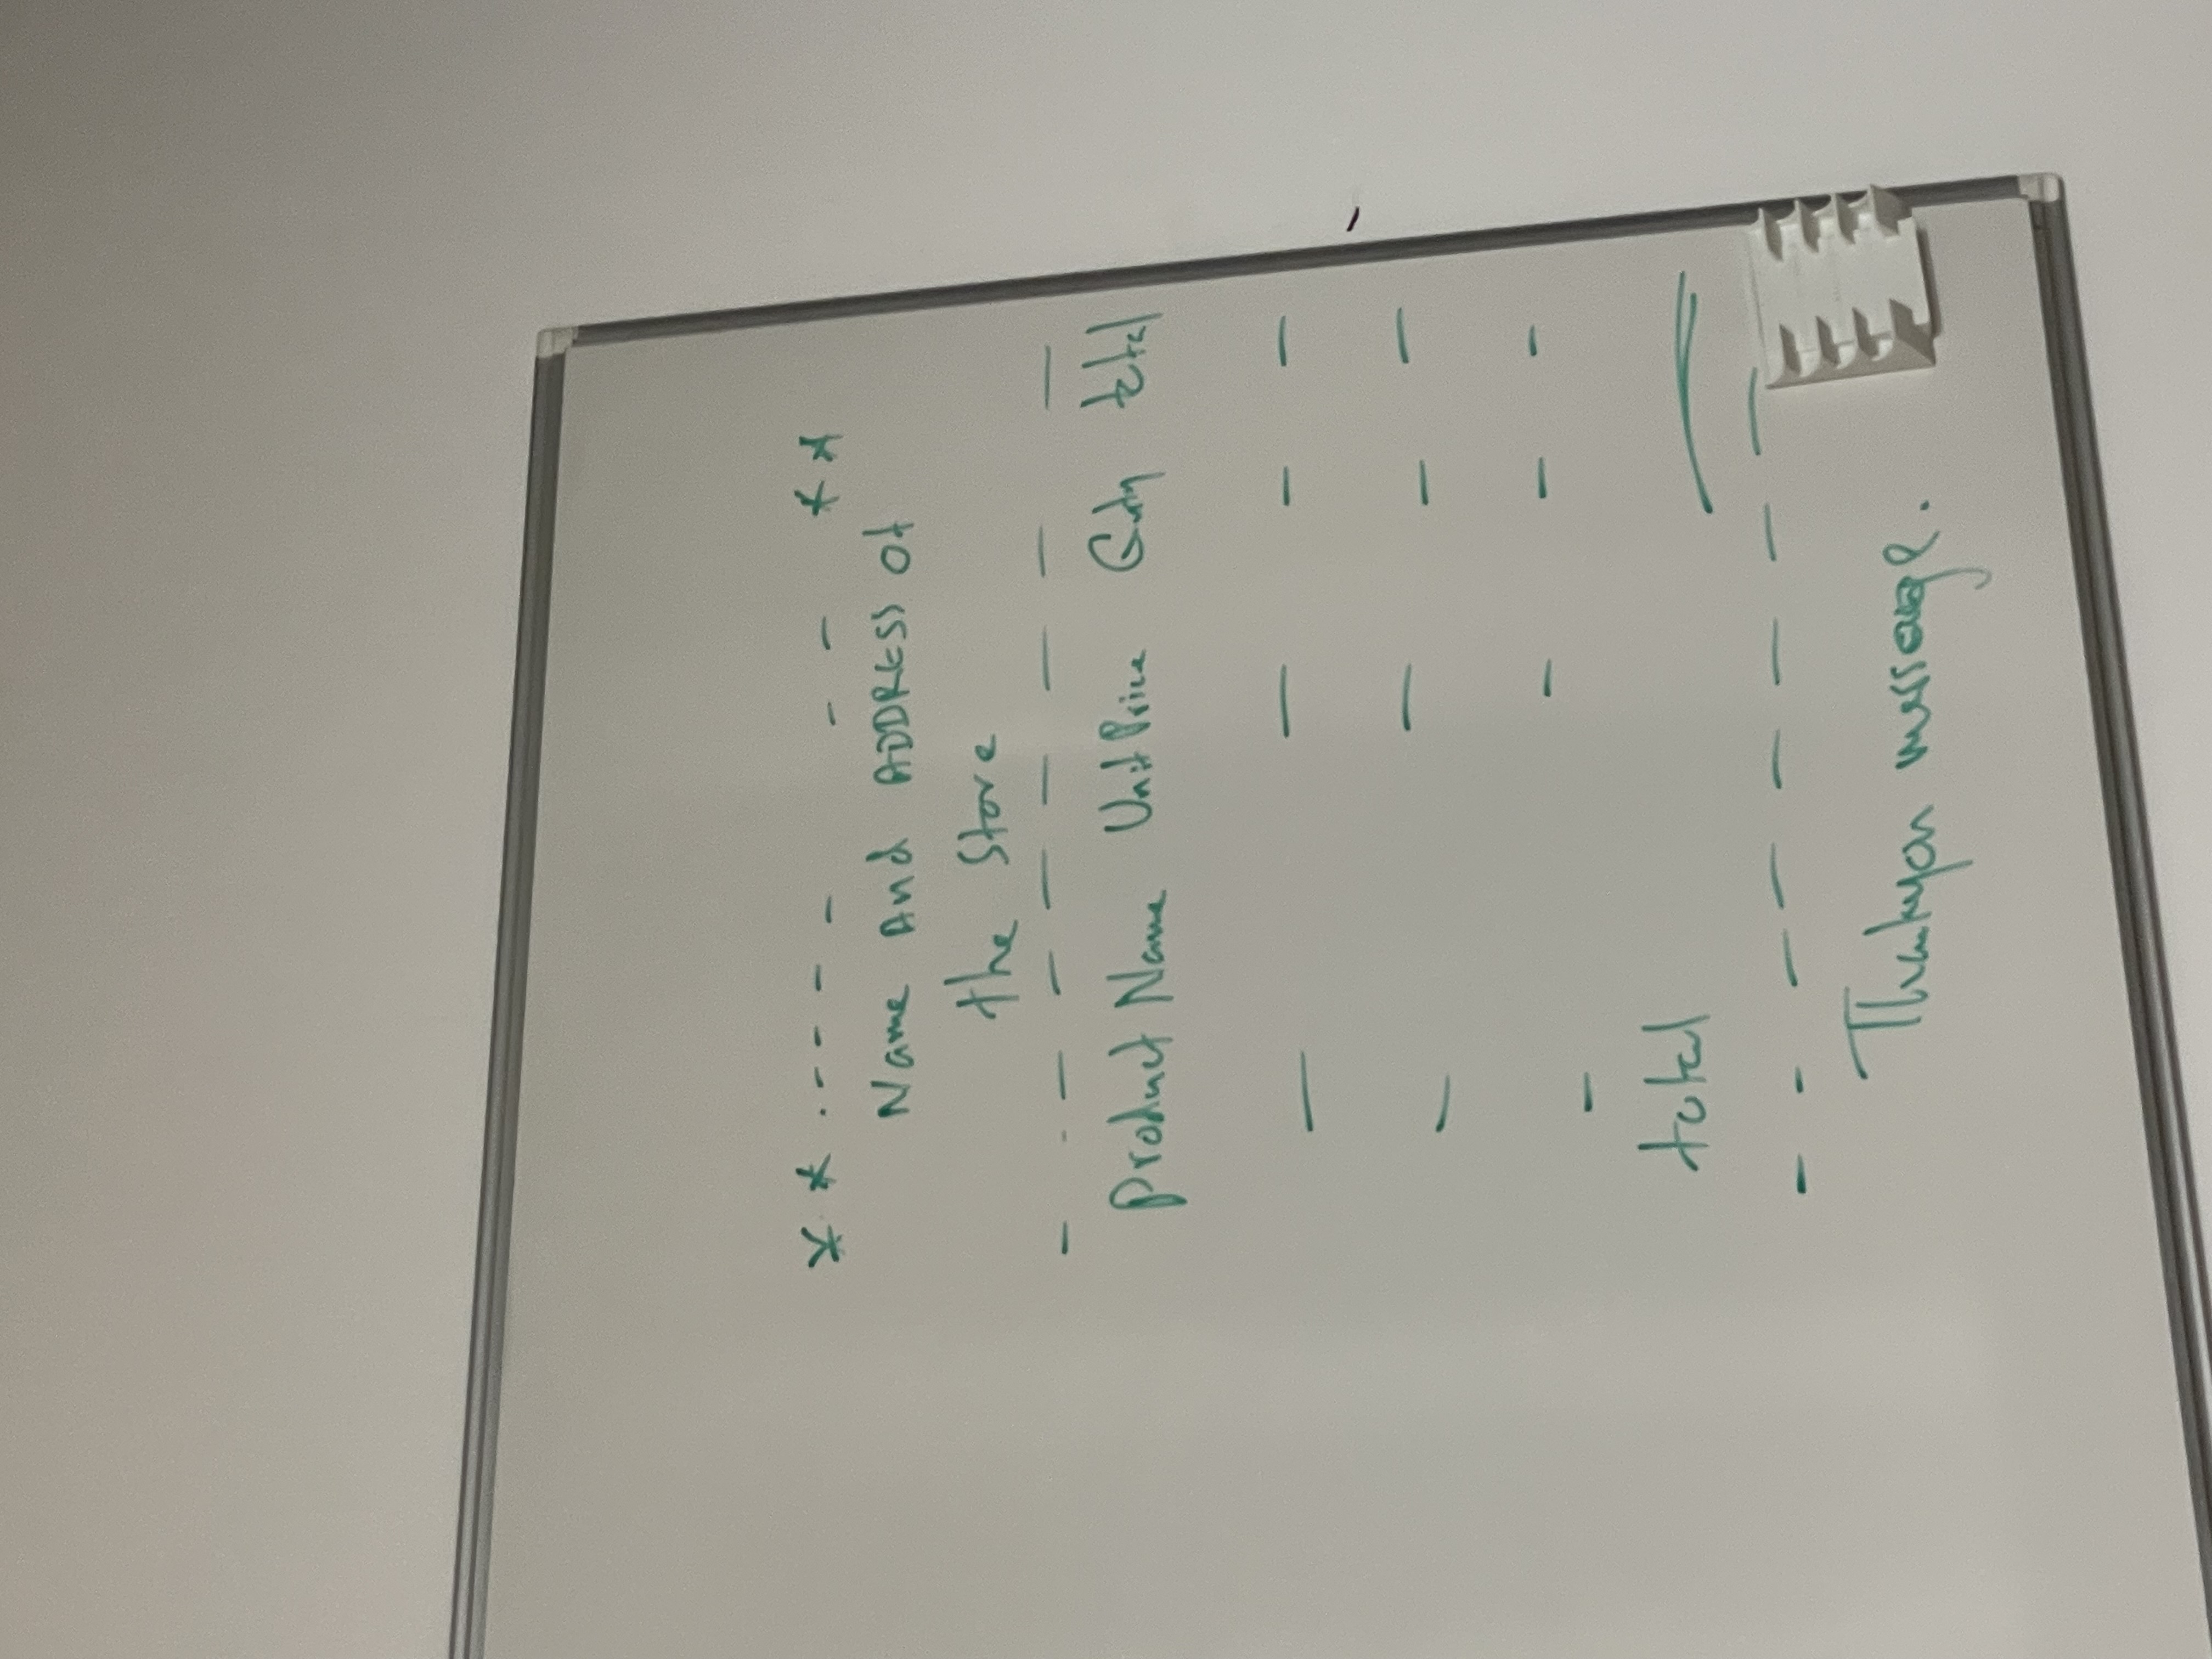 * * . - - - - - - * *
Name And ADDRESS of
the Store
- - - - - - - - -
Product Name Unit Price Qnty total
— — - -
— — - -
- - - -
total
- - - - - - - -
Thankyou message.